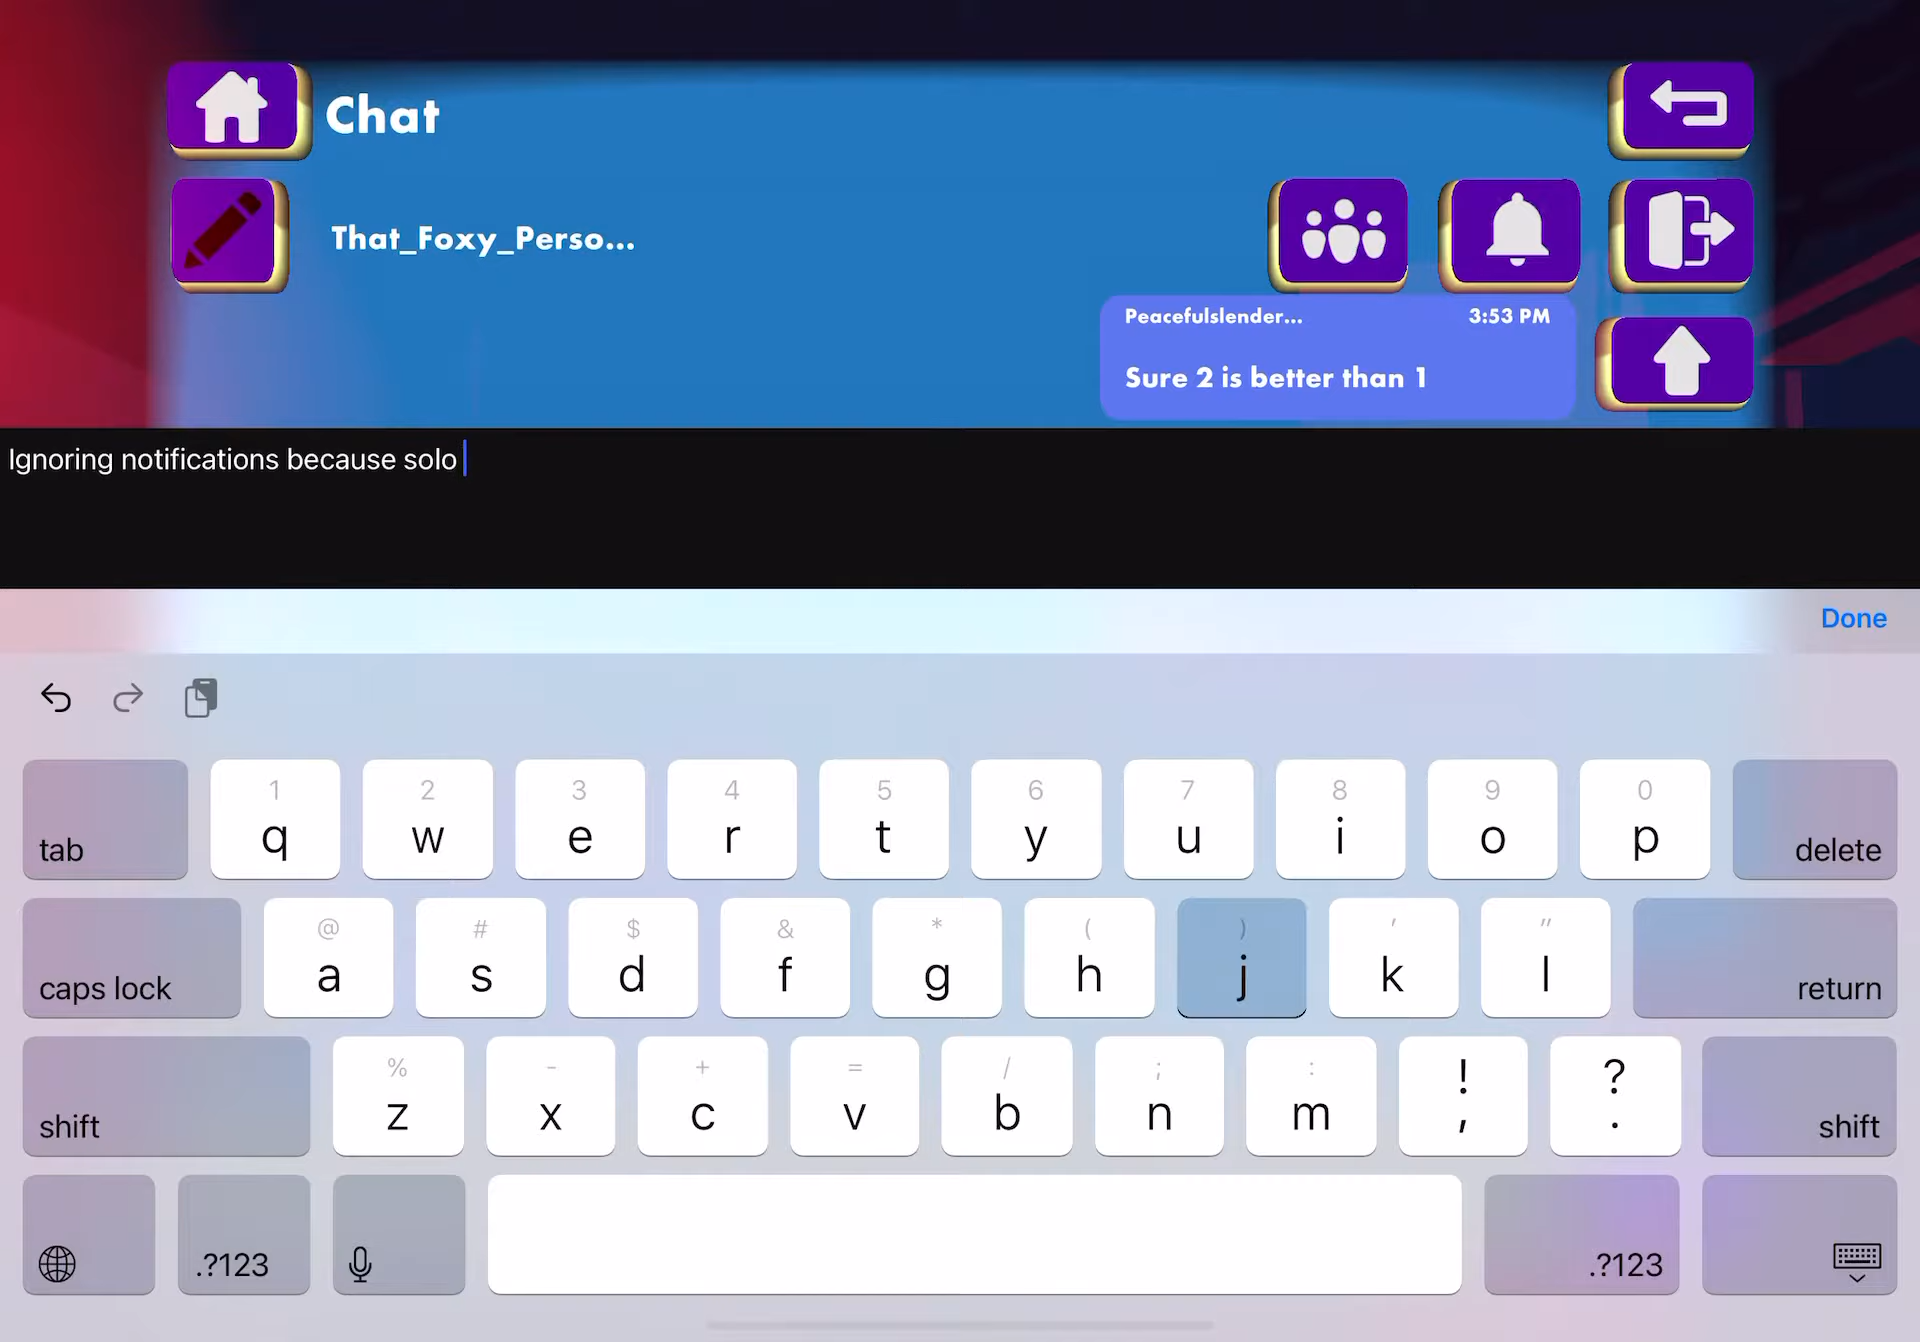 Chat
That_Foxy_Perso...
Peacefulslender... 3:53 PM
Sure 2 is better than 1
Ignoring notifications because solo
Done
1 2 3 4 5 6 7 8 9 0
tab q w e r t y u i o p delete
@ # $ & * ( ) ' "
caps lock a s d f g h j k l return
% - + = / ; : ! ?
shift z x c v b n m , . shift
.?123 .?123